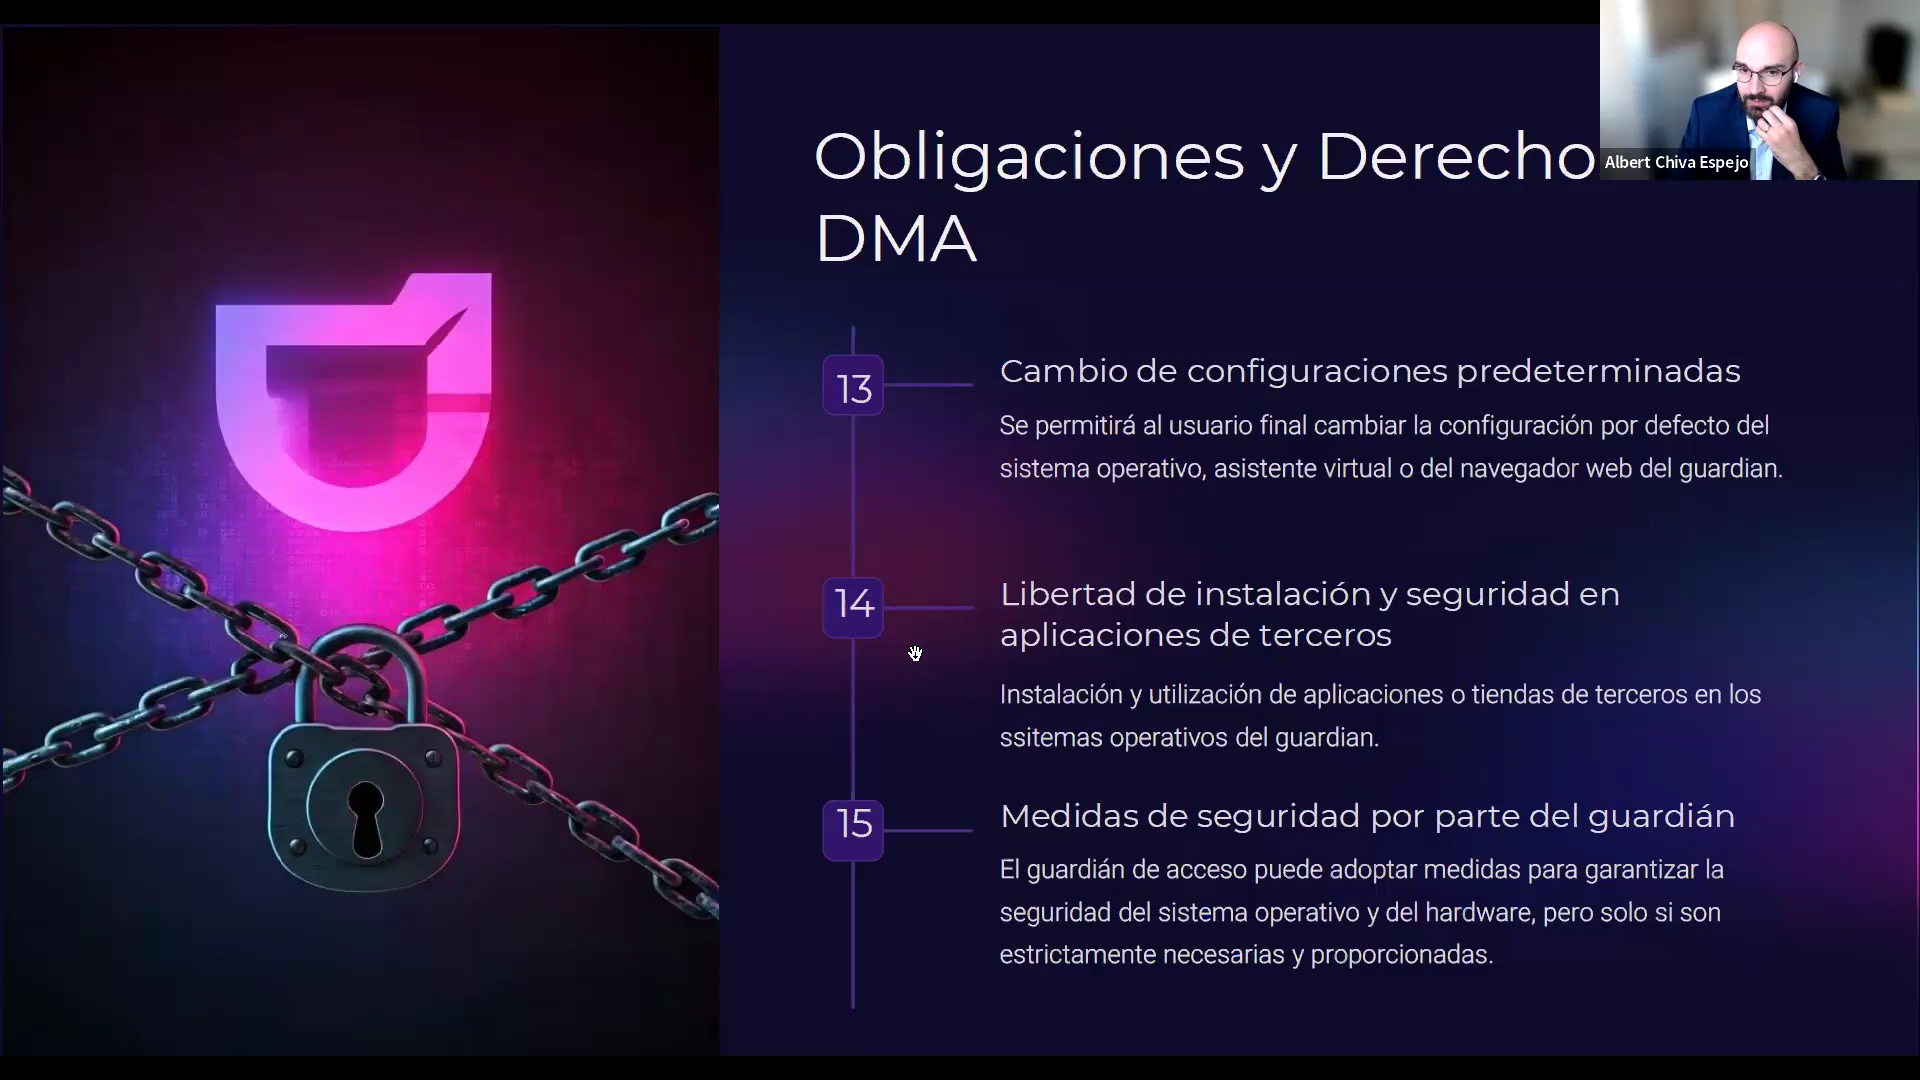 Obligaciones y Derecho
DMA
Albert Chiva Espejo
13
Cambio de configuraciones predeterminadas
Se permitirá al usuario final cambiar la configuración por defecto del
sistema operativo, asistente virtual o del navegador web del guardian.
14
Libertad de instalación y seguridad en
aplicaciones de terceros
Instalación y utilización de aplicaciones o tiendas de terceros en los
ssitemas operativos del guardian.
15
Medidas de seguridad por parte del guardián
El guardián de acceso puede adoptar medidas para garantizar la
seguridad del sistema operativo y del hardware, pero solo si son
estrictamente necesarias y proporcionadas.